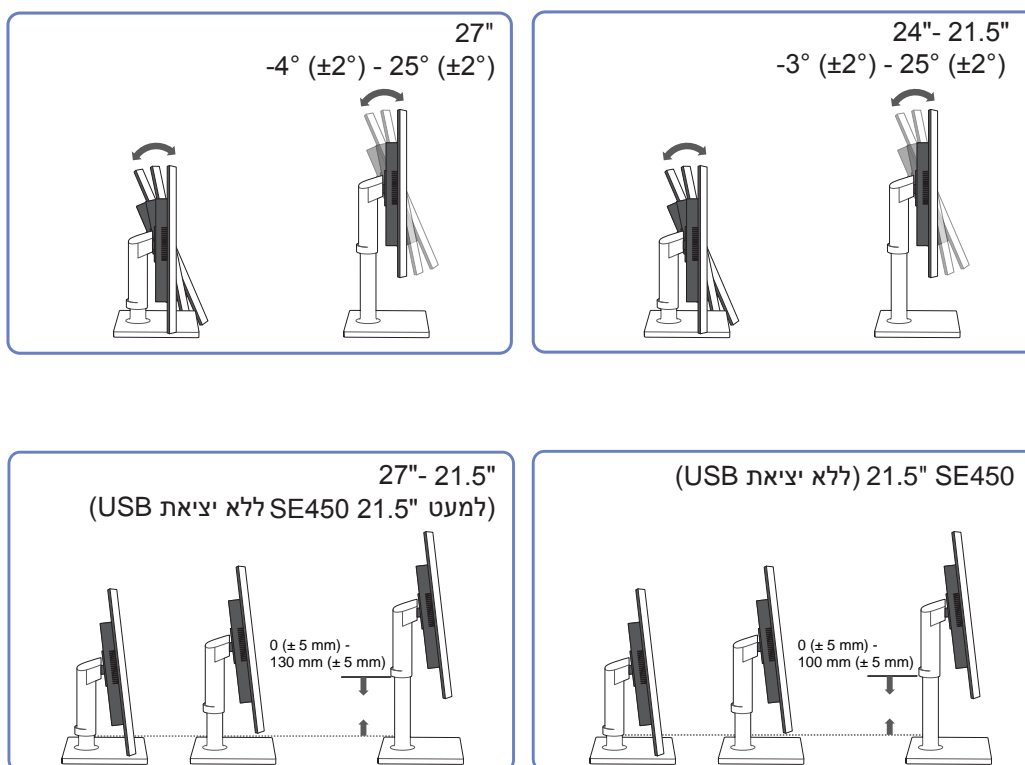 24"- 21.5"
-3° (±2°) - 25° (±2°)
27"
-4° (±2°) - 25° (±2°)
21.5" SE450 (ללא יציאת USB)
0 (± 5 mm) -
100 mm (± 5 mm)
27"- 21.5"
(למעט SE450 21.5" ללא יציאת USB)
0 (± 5 mm) -
130 mm (± 5 mm)